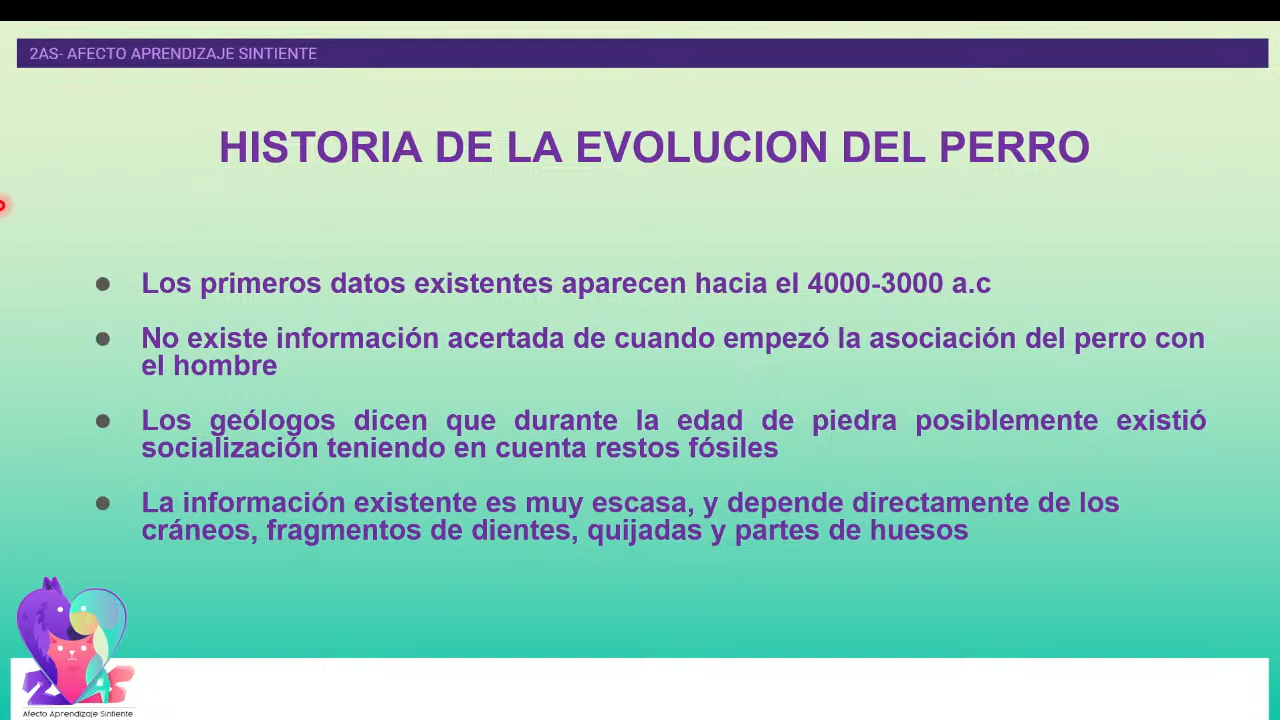 2AS- AFECTO APRENDIZAJE SINTIENTE
HISTORIA DE LA EVOLUCION DEL PERRO
Los primeros datos existentes aparecen hacia el 4000-3000 a.c
No existe información acertada de cuando empezó la asociación del perro con
el hombre
Los geólogos dicen que durante la edad de piedra posiblemente existió
socialización teniendo en cuenta restos fósiles
La información existente es muy escasa, y depende directamente de los
cráneos, fragmentos de dientes, quijadas y partes de huesos
2AS
Afecto Aprendizaje Sintiente